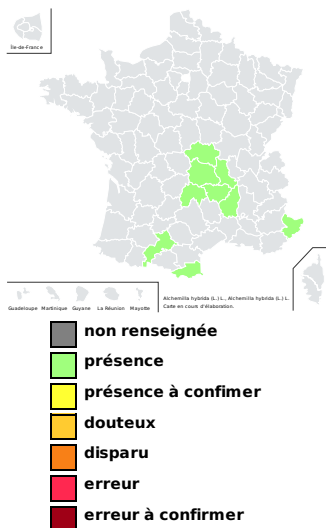 Île-de-France
Guadeloupe Martinique Guyane La Réunion Mayotte
Alchemilla hybrida (L.) L., Alchemilla hybrida (L.) L.
Carte en cours d'élaboration.
non renseignée
présence
présence à confimer
douteux
disparu
erreur
erreur à confirmer